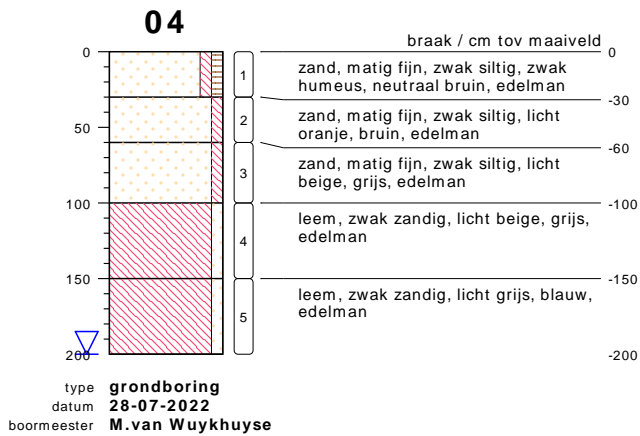 04
braak / cm tov maaiveld
0
0
1
zand, matig fijn, zwak siltig, zwak
humeus, neutraal bruin, edelman
-30
50
2
zand, matig fijn, zwak siltig, licht
oranje, bruin, edelman
-60
3
zand, matig fijn, zwak siltig, licht
beige, grijs, edelman
100
-100
4
leem, zwak zandig, licht beige, grijs,
edelman
150
-150
5
leem, zwak zandig, licht grijs, blauw,
edelman
200
-200
type grondboring
datum 28-07-2022
boormeester M.van Wuykhuyse